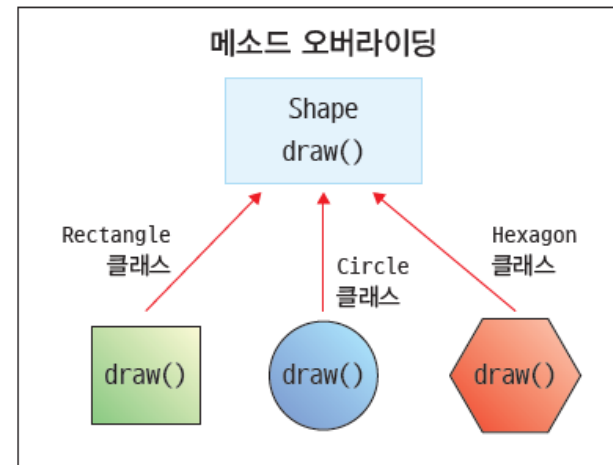 메소드 오버라이딩
Shape
draw()
Rectangle
클래스
Circle
클래스
Hexagon
클래스
draw()
draw()
draw()